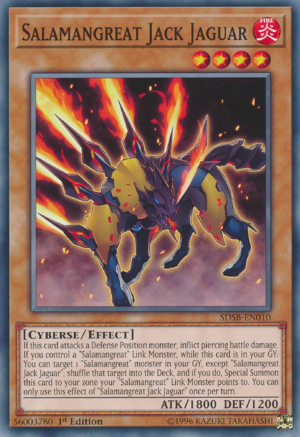 SALAMANGREAT JACK JAGUAR
FIRE
炎
SDSB-EN010
[CYBERSE/EFFECT]
If this card attacks a Defense Position monster, inflict piercing battle damage.
If you control a "Salamangreat" Link Monster, while this card is in your GY:
You can target 1 "Salamangreat" monster in your GY, except "Salamangreat
Jack Jaguar"; shuffle that target into the Deck, and if you do, Special Summon
this card to your zone your "Salamangreat" Link Monster points to. You can
only use this effect of "Salamangreat Jack Jaguar" once per turn.
ATK/1800 DEF/1200
56003780 1st Edition
©1996 KAZUKI TAKAHASHI